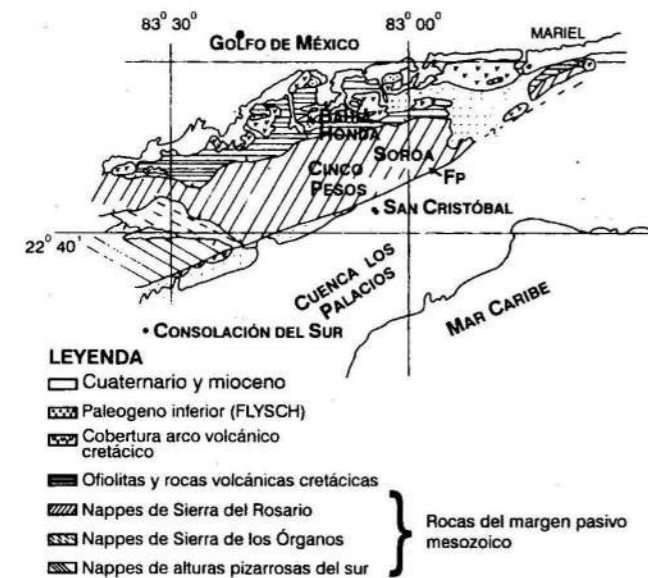 83° 30' 83° 00'
GOLFO DE MÉXICO
MARIEL
BAHÍA
HONDA
SOROA
CINCO
PESOS
FP
SAN CRISTÓBAL
22° 40'
CUENCA LOS
PALACIOS
MAR CARIBE
CONSOLACIÓN DEL SUR
LEYENDA
Cuaternario y mioceno
Paleogeno inferior (FLYSCH)
Cobertura arco volcánico
cretácico
Ofiolitas y rocas volcánicas cretácicas
Nappes de Sierra del Rosario
Nappes de Sierra de los Órganos
Nappes de alturas pizarrosas del sur
Rocas del margen pasivo
mesozoico